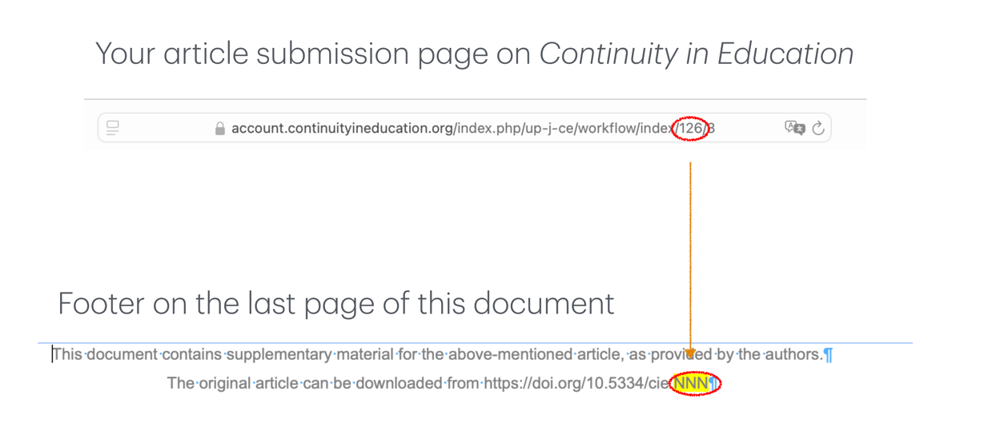 Your article submission page on Continuity in Education
account.continuityineducation.org/index.php/up-j-ce/workflow/index/126/3
Footer on the last page of this document
This·document·contains·supplementary·material·for·the·above-mentioned·article,·as·provided·by·the·authors.¶
The·original·article·can·be·downloaded·from·https://doi.org/10.5334/cie.NNN¶